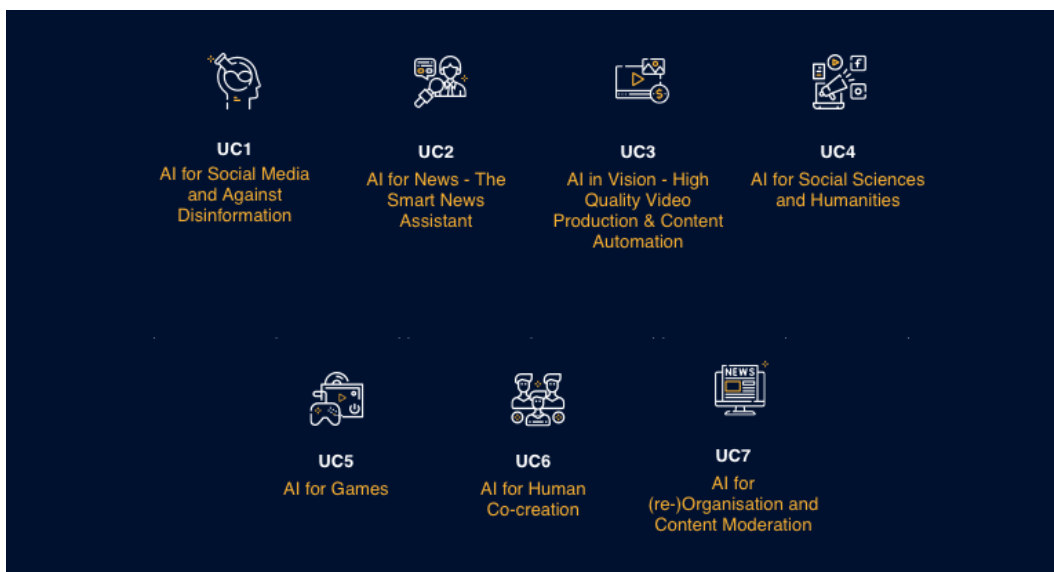 UC1
AI for Social Media
and Against
Disinformation
UC2
AI for News - The
Smart News
Assistant
UC3
AI in Vision - High
Quality Video
Production & Content
Automation
UC4
AI for Social Sciences
and Humanities
NEWS
UC5
AI for Games
UC6
AI for Human
Co-creation
UC7
AI for
(re-)Organisation and
Content Moderation